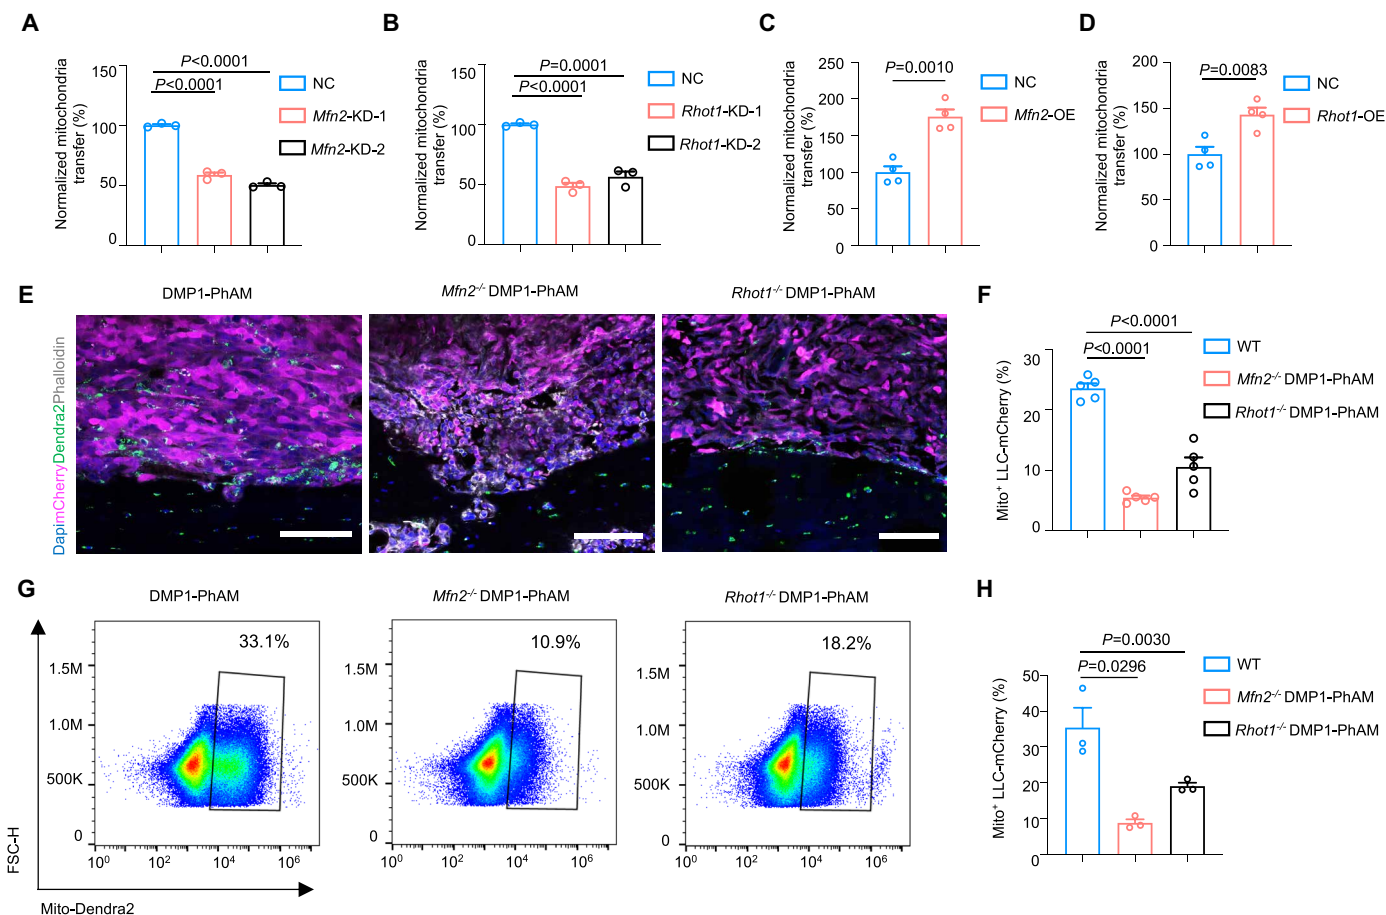 A
Normalized mitochondria
transfer (%)
150
100
50
0
P<0.0001
P<0.0001
NC
Mfn2-KD-1
Mfn2-KD-2
B
Normalized mitochondria
transfer (%)
150
100
50
0
P=0.0001
P<0.0001
NC
Rhot1-KD-1
Rhot1-KD-2
C
Normalized mitochondria
transfer (%)
250
200
150
100
50
0
P=0.0010
NC
Mfn2-OE
D
Normalized mitochondria
transfer (%)
200
150
100
50
0
P=0.0083
NC
Rhot1-OE
E
DapimCherryDendra2Phalloidin
DMP1-PhAM
Mfn2-/- DMP1-PhAM
Rhot1-/- DMP1-PhAM
F
Mito+ LLC-mCherry (%)
30
20
10
0
P<0.0001
P<0.0001
WT
Mfn2-/- DMP1-PhAM
Rhot1-/- DMP1-PhAM
G
FSC-H
Mito-Dendra2
DMP1-PhAM
33.1%
1.5M
1.0M
500K
0
10^0 10^2 10^4 10^6
Mfn2-/- DMP1-PhAM
10.9%
1.5M
1.0M
500K
0
10^0 10^2 10^4 10^6
Rhot1-/- DMP1-PhAM
18.2%
1.5M
1.0M
500K
0
10^0 10^2 10^4 10^6
H
Mito+ LLC-mCherry (%)
50
40
30
20
10
0
P=0.0030
P=0.0296
WT
Mfn2-/- DMP1-PhAM
Rhot1-/- DMP1-PhAM